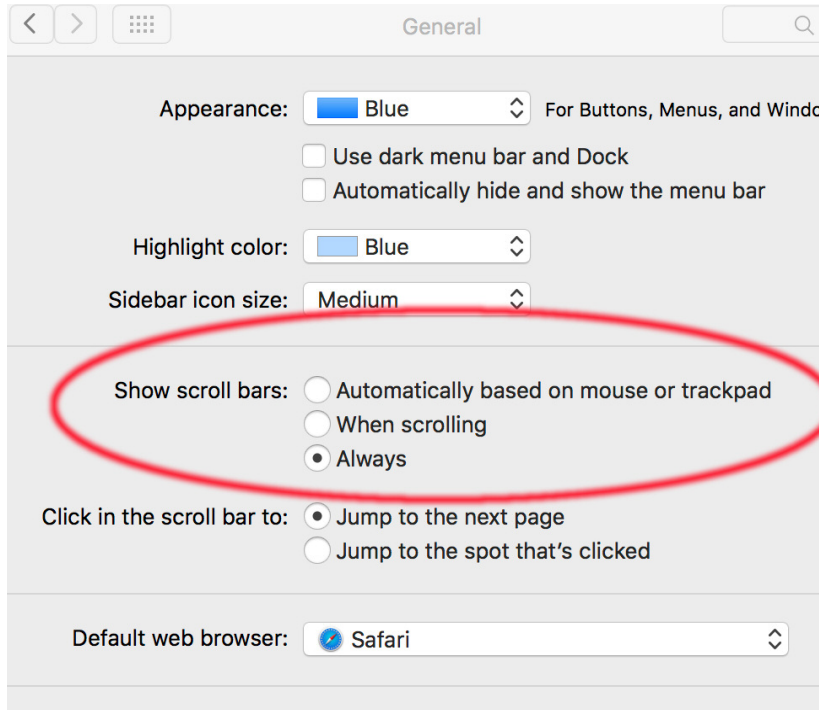 General
Appearance: Blue For Buttons, Menus, and Windo
Use dark menu bar and Dock
Automatically hide and show the menu bar
Highlight color: Blue
Sidebar icon size: Medium
Show scroll bars: Automatically based on mouse or trackpad
When scrolling
Always
Click in the scroll bar to: Jump to the next page
Jump to the spot that’s clicked
Default web browser: Safari